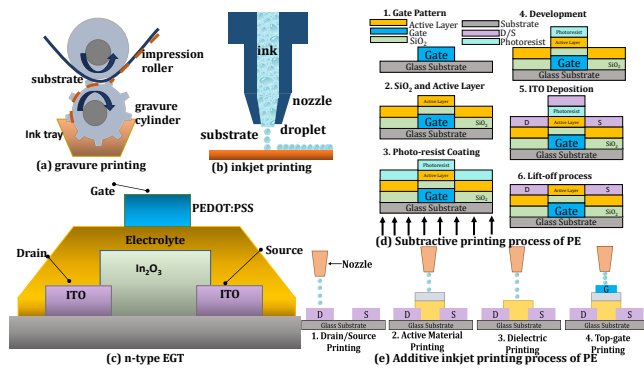 impression
roller
substrate
gravure
cylinder
Ink tray
(a) gravure printing
ink
nozzle
substrate
droplet
(b) inkjet printing
1. Gate Pattern
Active Layer
Gate
SiO2
Substrate
D/S
Photoresist
Gate
Glass Substrate
2. SiO2 and Active Layer
Active Layer
Gate
SiO2
Glass Substrate
3. Photo-resist Coating
Photoresist
Active Layer
Gate
SiO2
Glass Substrate
4. Development
Photoresist
Active Layer
Gate
SiO2
Glass Substrate
5. ITO Deposition
Photoresist
D
Active Layer
S
Gate
SiO2
Glass Substrate
6. Lift-off process
D
Active Layer
S
Gate
SiO2
Glass Substrate
(d) Subtractive printing process of PE
Gate
PEDOT:PSS
Electrolyte
Drain
Source
In2O3
ITO
ITO
(c) n-type EGT
Nozzle
D
S
Glass Substrate
1. Drain/Source
Printing
D
S
Glass Substrate
2. Active Material
Printing
D
S
Glass Substrate
3. Dielectric
Printing
G
D
S
Glass Substrate
4. Top-gate
Printing
(e) Additive inkjet printing process of PE